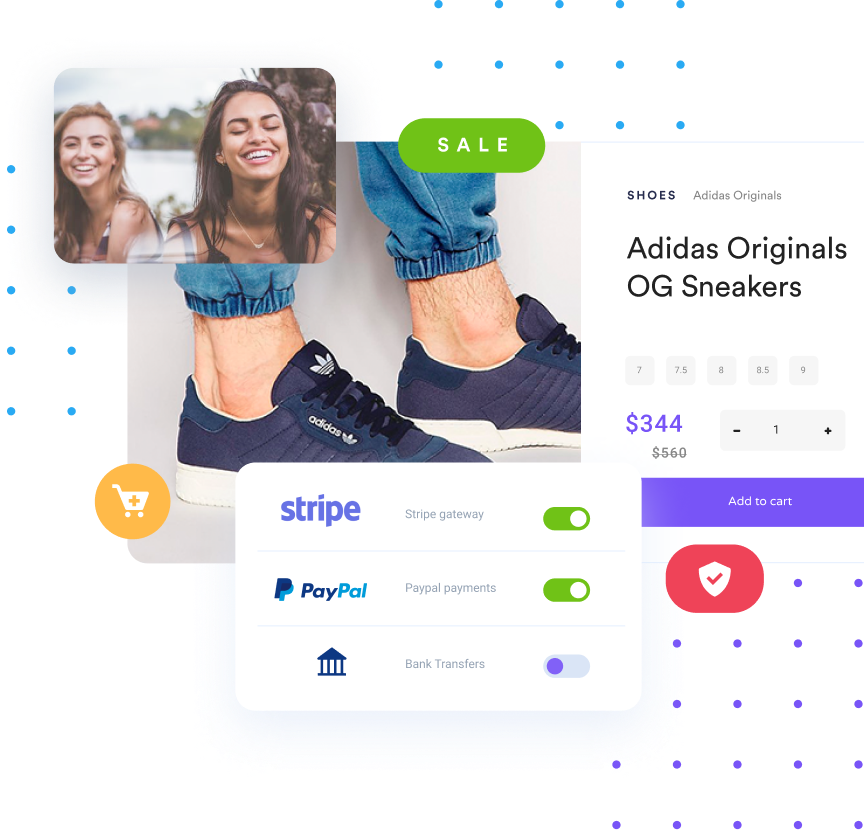 SALE
SHOES Adidas Originals
Adidas Originals
OG Sneakers
7 7.5 8 8.5 9
$344
- 1 +
$560
adidas
Add to cart
stripe Stripe gateway
PayPal Paypal payments
Bank Transfers